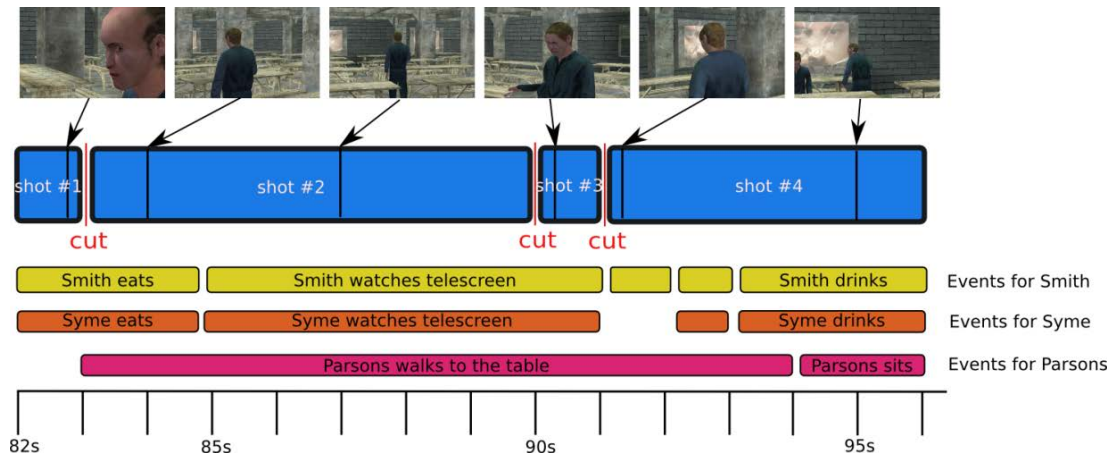 shot #1
shot #2
shot #3
shot #4
cut
cut
cut
Smith eats
Smith watches telescreen
Smith drinks
Events for Smith
Syme eats
Syme watches telescreen
Syme drinks
Events for Syme
Parsons walks to the table
Parsons sits
Events for Parsons
82s
85s
90s
95s